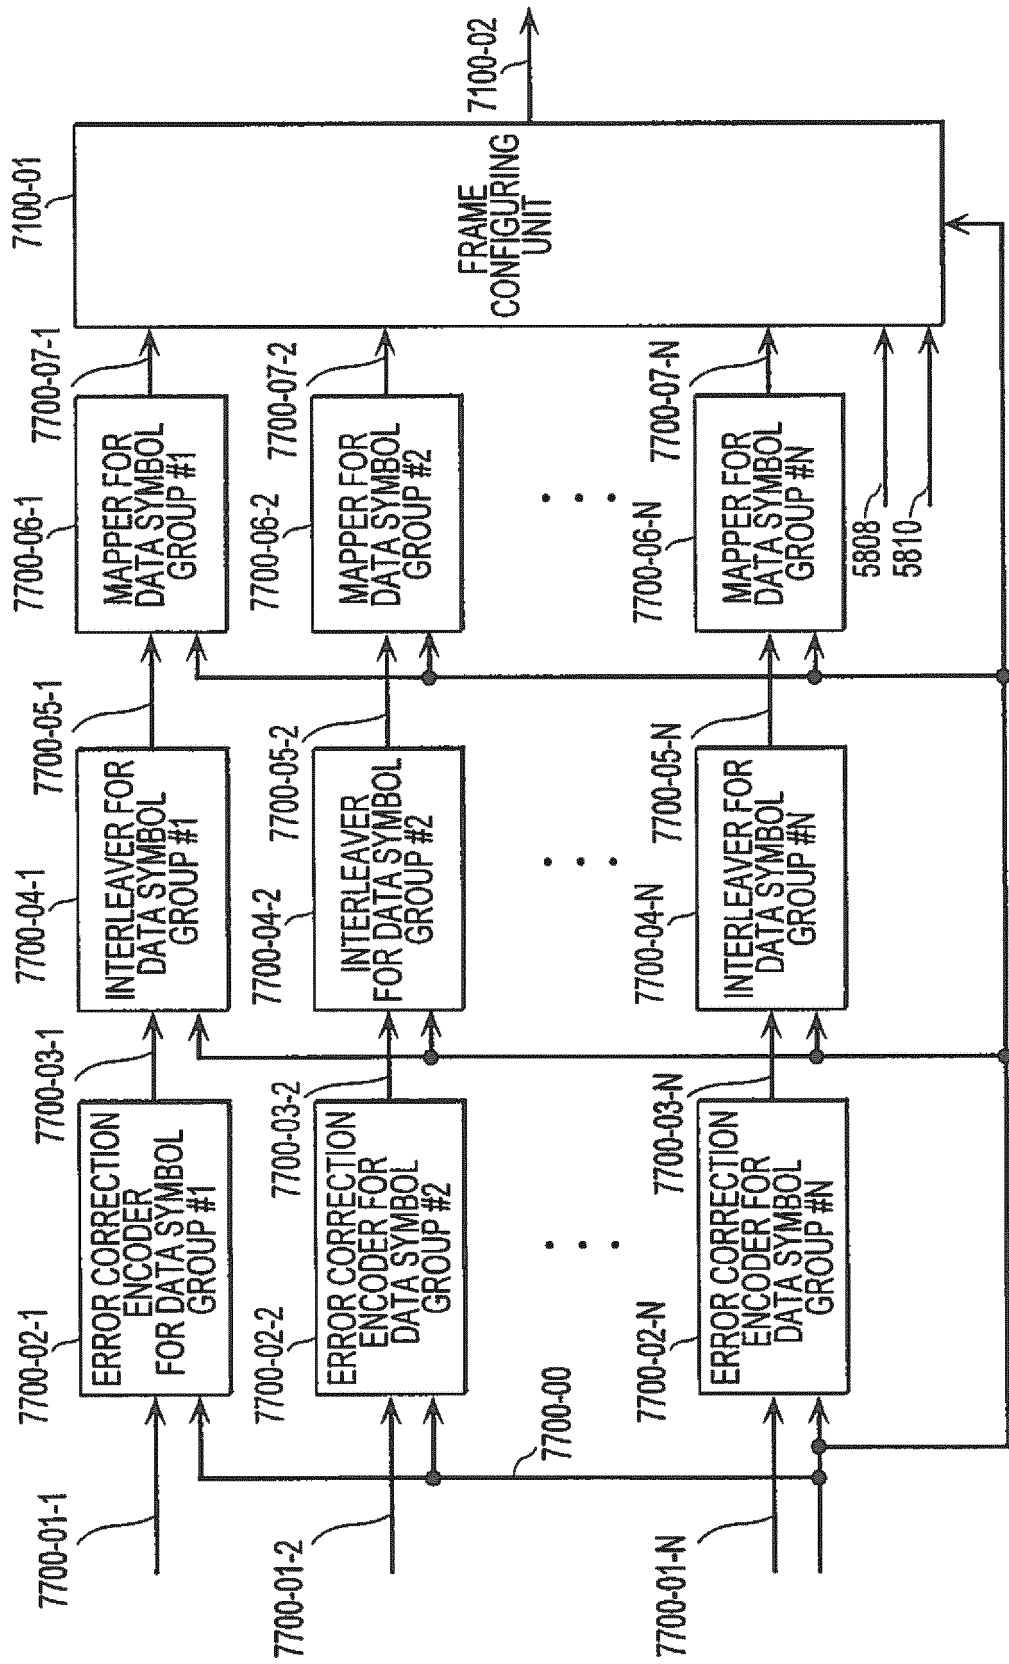 7700-01-1
7700-02-1
ERROR CORRECTION
ENCODER
FOR DATA SYMBOL
GROUP #1
7700-03-1
7700-04-1
INTERLEAVER FOR
DATA SYMBOL
GROUP #1
7700-05-1
7700-06-1
MAPPER FOR
DATA SYMBOL
GROUP #1
7700-07-1
7100-01
FRAME
CONFIGURING
UNIT
7100-02
7700-01-2
7700-02-2
ERROR CORRECTION
ENCODER FOR
DATA SYMBOL
GROUP #2
7700-03-2
7700-04-2
INTERLEAVER
FOR DATA SYMBOL
GROUP #2
7700-05-2
7700-06-2
MAPPER FOR
DATA SYMBOL
GROUP #2
7700-07-2
7700-00
7700-01-N
7700-02-N
ERROR CORRECTION
ENCODER FOR
DATA SYMBOL
GROUP #N
7700-03-N
7700-04-N
INTERLEAVER FOR
DATA SYMBOL
GROUP #N
7700-05-N
7700-06-N
MAPPER FOR
DATA SYMBOL
GROUP #N
7700-07-N
5808
5810